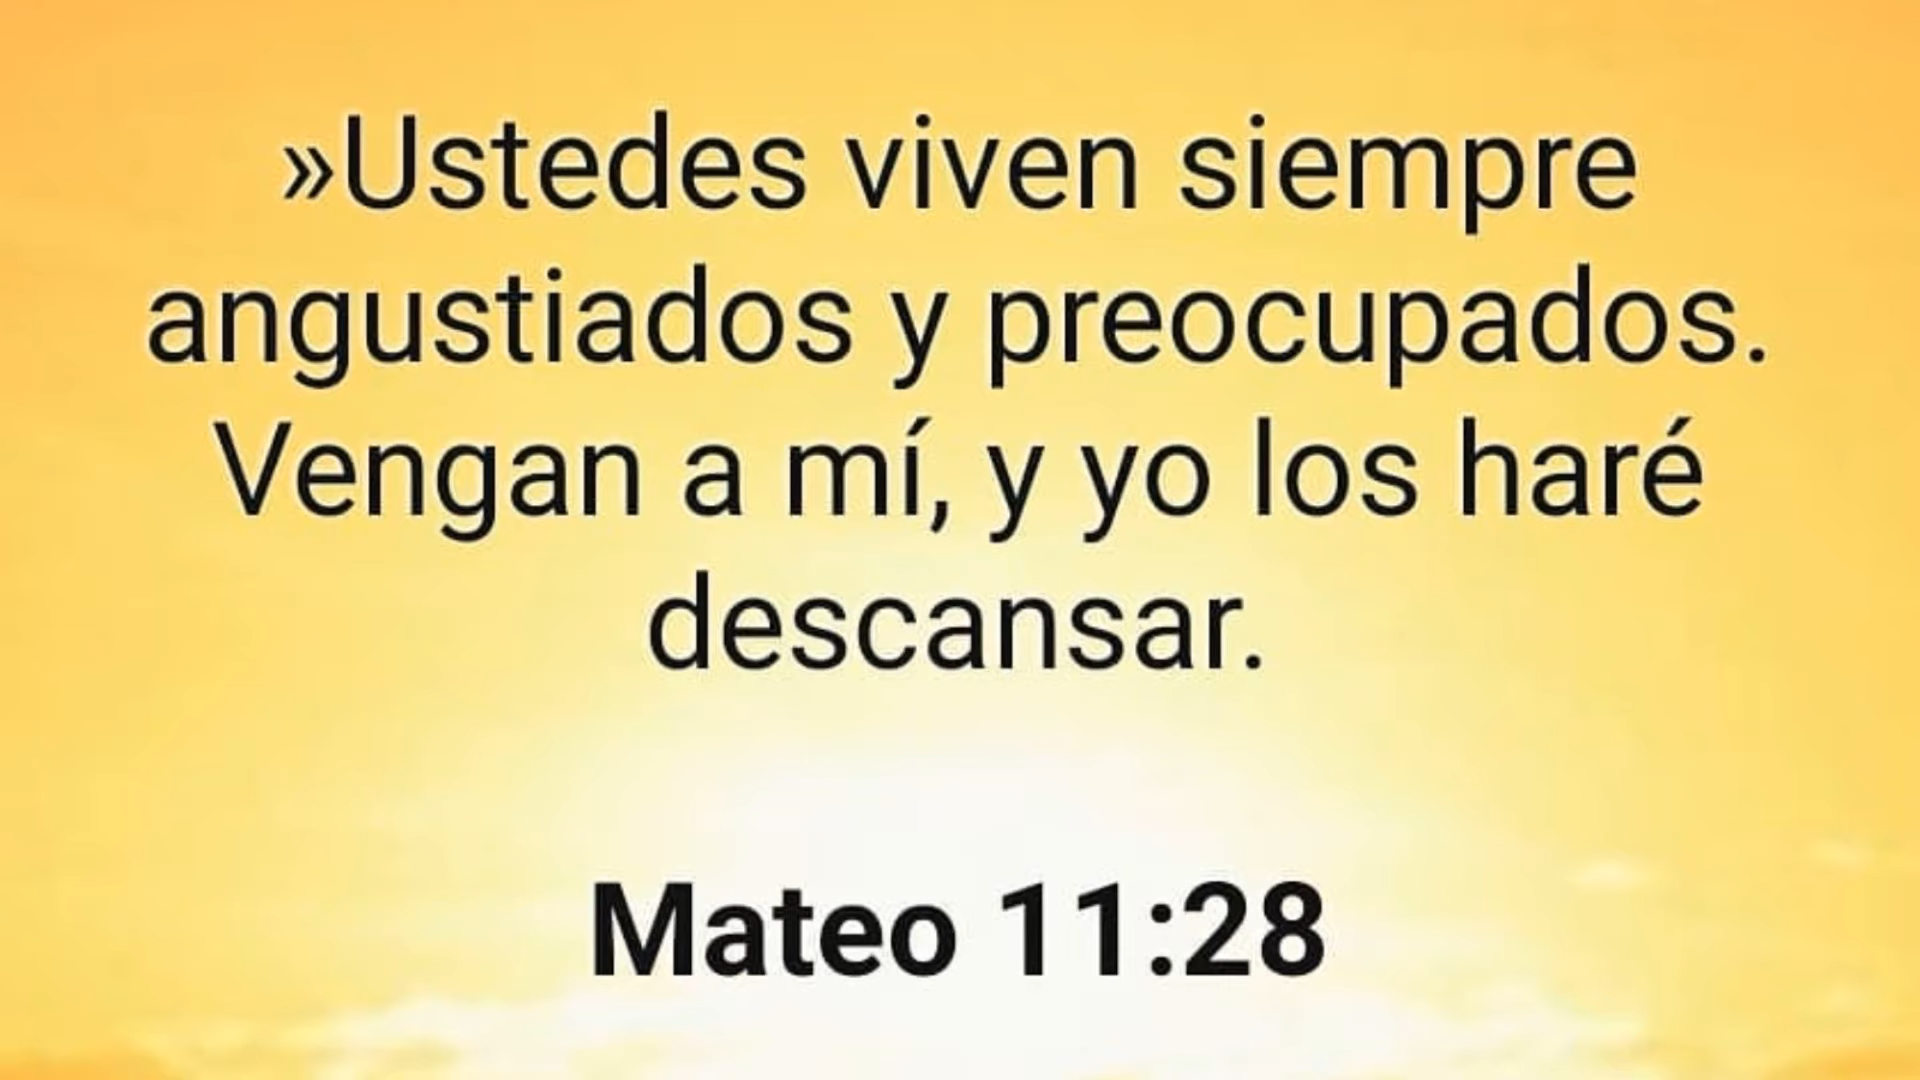 »Ustedes viven siempre
angustiados y preocupados.
Vengan a mí, y yo los haré
descansar.
Mateo 11:28